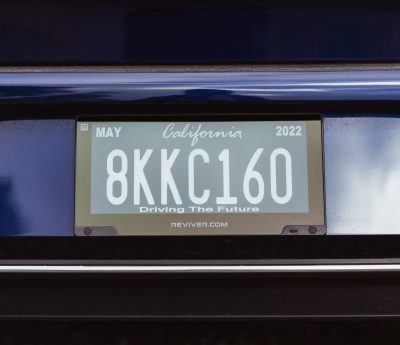 MAY California 2022
8KKC160
Driving The Future
REVIVER.COM